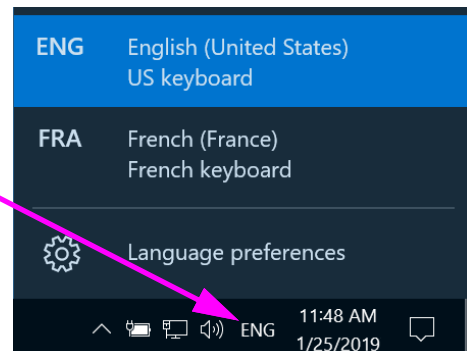 ENG English (United States)
US keyboard
FRA French (France)
French keyboard
Language preferences
ENG 11:48 AM
1/25/2019